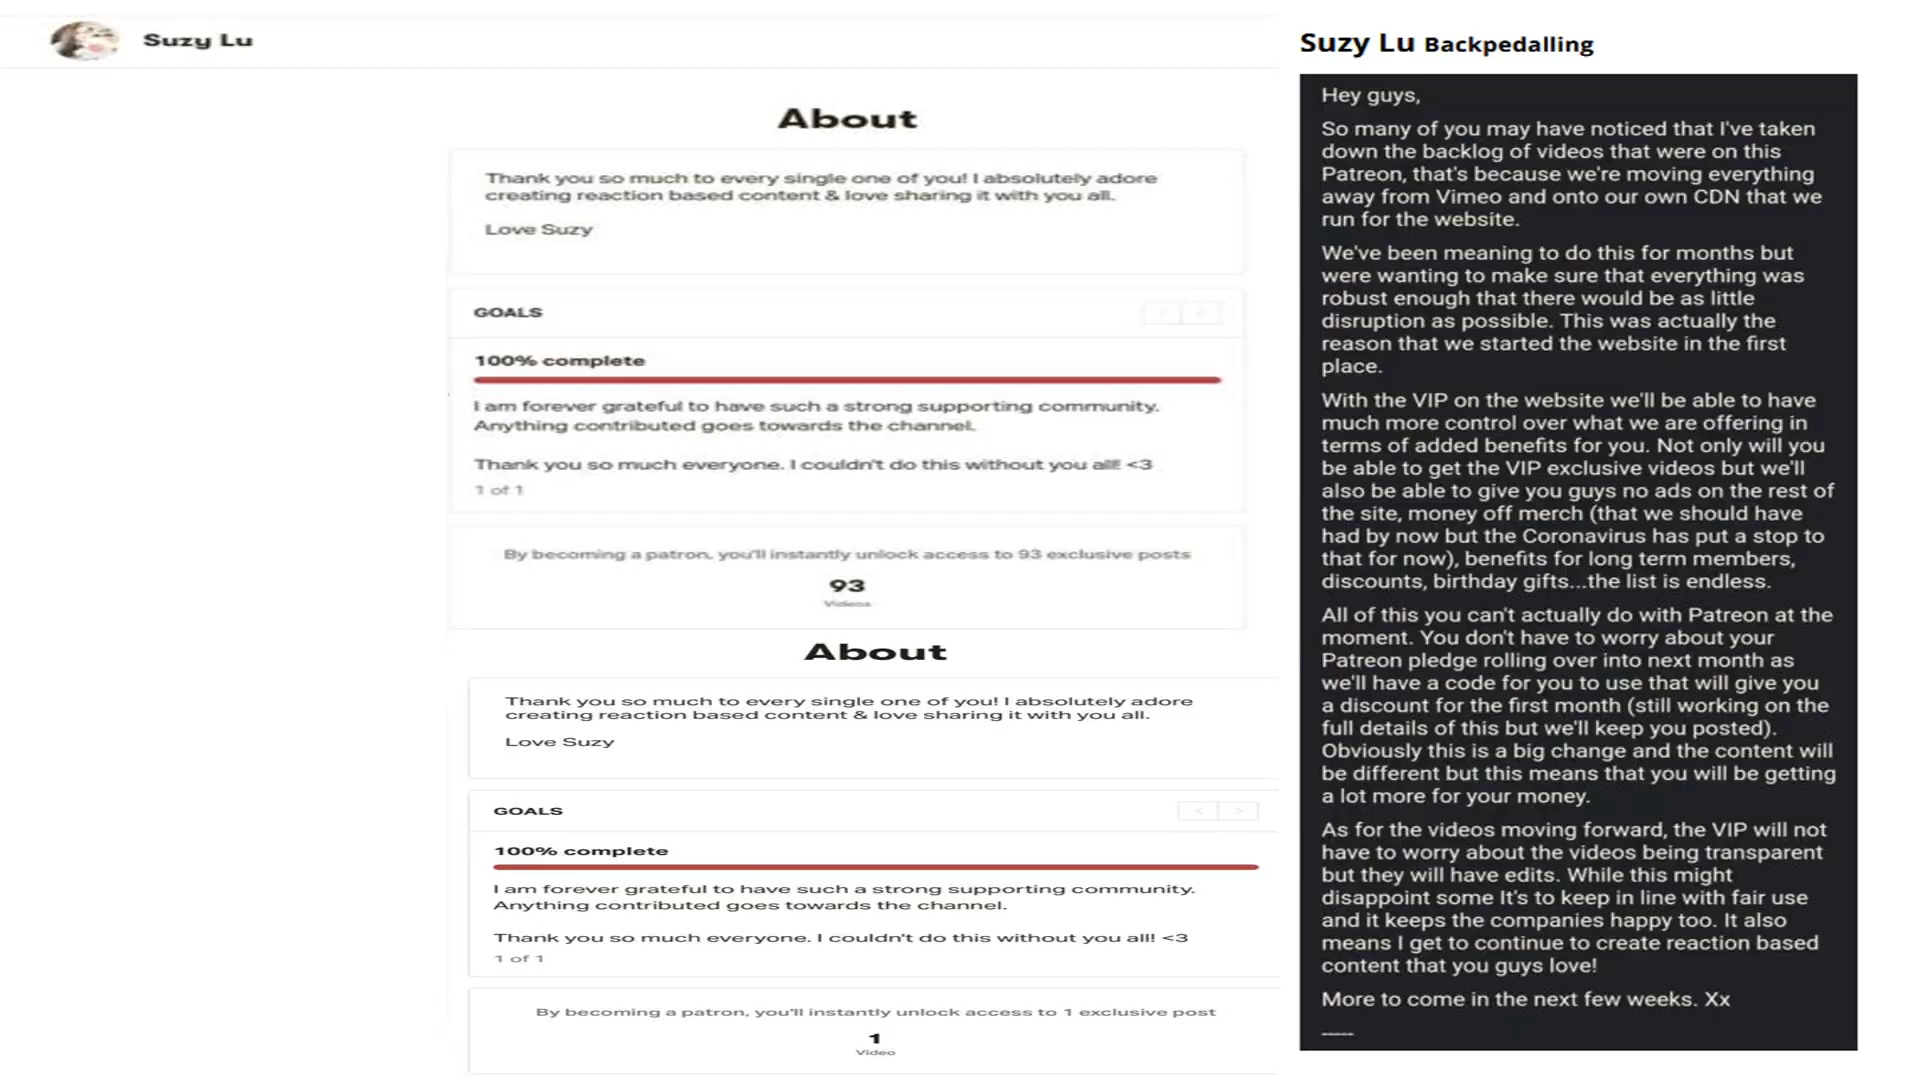 Suzy Lu
About
Thank you so much to every single one of you! I absolutely adore
creating reaction based content & love sharing it with you all.
Love Suzy
GOALS
100% complete
I am forever grateful to have such a strong supporting community.
Anything contributed goes towards the channel.
Thank you so much everyone. I couldn't do this without you all! <3
1 of 1
By becoming a patron, you'll instantly unlock access to 93 exclusive posts
93
Videos
About
Thank you so much to every single one of you! I absolutely adore
creating reaction based content & love sharing it with you all.
Love Suzy
GOALS
< >
100% complete
I am forever grateful to have such a strong supporting community.
Anything contributed goes towards the channel.
Thank you so much everyone. I couldn't do this without you all! <3
1 of 1
By becoming a patron, you'll instantly unlock access to 1 exclusive post
1
Video
Suzy Lu Backpedalling
Hey guys,
So many of you may have noticed that I've taken
down the backlog of videos that were on this
Patreon, that's because we're moving everything
away from Vimeo and onto our own CDN that we
run for the website.
We've been meaning to do this for months but
were wanting to make sure that everything was
robust enough that there would be as little
disruption as possible. This was actually the
reason that we started the website in the first
place.
With the VIP on the website we'll be able to have
much more control over what we are offering in
terms of added benefits for you. Not only will you
be able to get the VIP exclusive videos but we'll
also be able to give you guys no ads on the rest of
the site, money off merch (that we should have
had by now but the Coronavirus has put a stop to
that for now), benefits for long term members,
discounts, birthday gifts...the list is endless.
All of this you can't actually do with Patreon at the
moment. You don't have to worry about your
Patreon pledge rolling over into next month as
we'll have a code for you to use that will give you
a discount for the first month (still working on the
full details of this but we'll keep you posted).
Obviously this is a big change and the content will
be different but this means that you will be getting
a lot more for your money.
As for the videos moving forward, the VIP will not
have to worry about the videos being transparent
but they will have edits. While this might
disappoint some It's to keep in line with fair use
and it keeps the companies happy too. It also
means I get to continue to create reaction based
content that you guys love!
More to come in the next few weeks. Xx